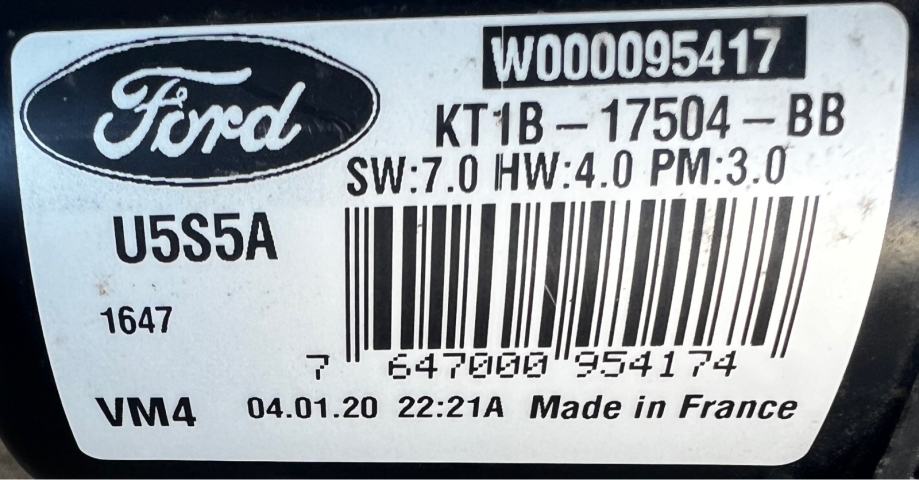 Ford
W000095417
KT1B-17504-BB
SW:7.0 HW:4.0 PM:3.0
U5S5A
1647
7 647000 954174
VM4 04.01.20 22:21A Made in France